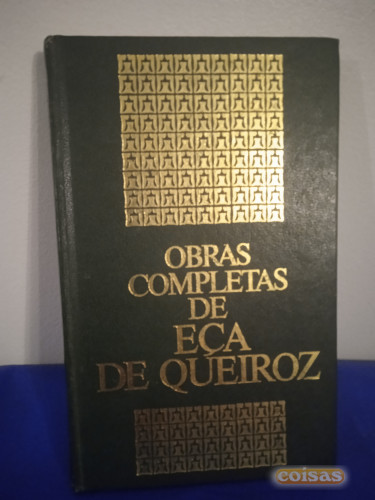 OBRAS
COMPLETAS
DE
EÇA
DE QUEIROZ
coisas